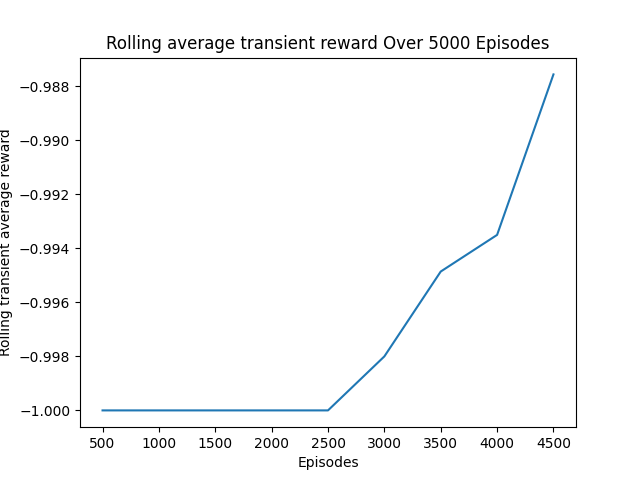 Rolling average transient reward Over 5000 Episodes
Rolling transient average reward
−0.988
−0.990
−0.992
−0.994
−0.996
−0.998
−1.000
500 1000 1500 2000 2500 3000 3500 4000 4500
Episodes